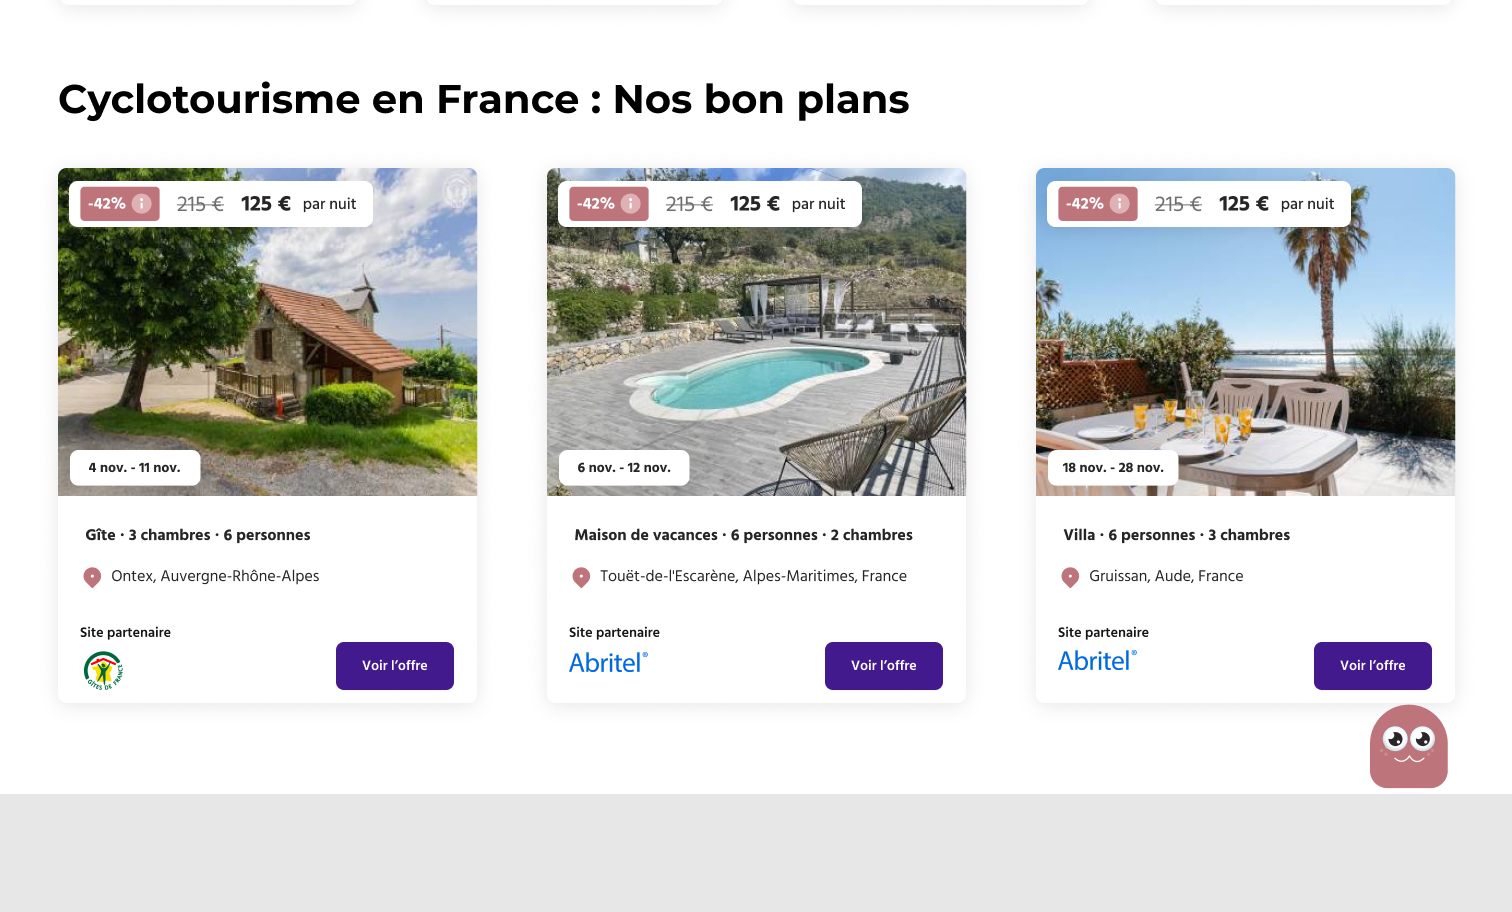 Cyclotourisme en France : Nos bon plans
-42% i 215 € 125 € par nuit
4 nov. - 11 nov.
Gîte · 3 chambres · 6 personnes
Ontex, Auvergne-Rhône-Alpes
Site partenaire
GÎTES DE FRANCE
Voir l’offre
-42% i 215 € 125 € par nuit
6 nov. - 12 nov.
Maison de vacances · 6 personnes · 2 chambres
Touët-de-l'Escarène, Alpes-Maritimes, France
Site partenaire
Abritel®
Voir l’offre
-42% i 215 € 125 € par nuit
18 nov. - 28 nov.
Villa · 6 personnes · 3 chambres
Gruissan, Aude, France
Site partenaire
Abritel®
Voir l’offre